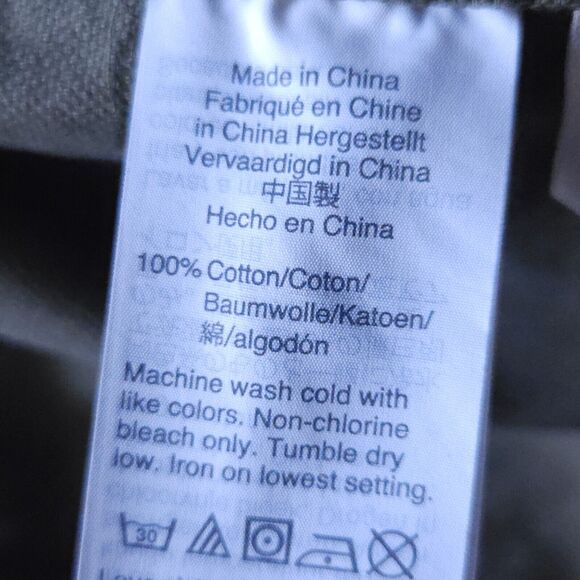 Made in China
Fabriqué en Chine
in China Hergestellt
Vervaardigd in China
中国製
Hecho en China
100% Cotton/Coton/
Baumwolle/Katoen/
綿/algodón
Machine wash cold with
like colors. Non-chlorine
bleach only. Tumble dry
low. Iron on lowest setting.
30